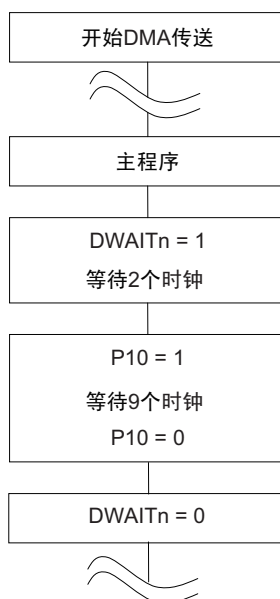 开始DMA传送
主程序
DWAITn = 1
等待2个时钟
P10 = 1
等待9个时钟
P10 = 0
DWAITn = 0